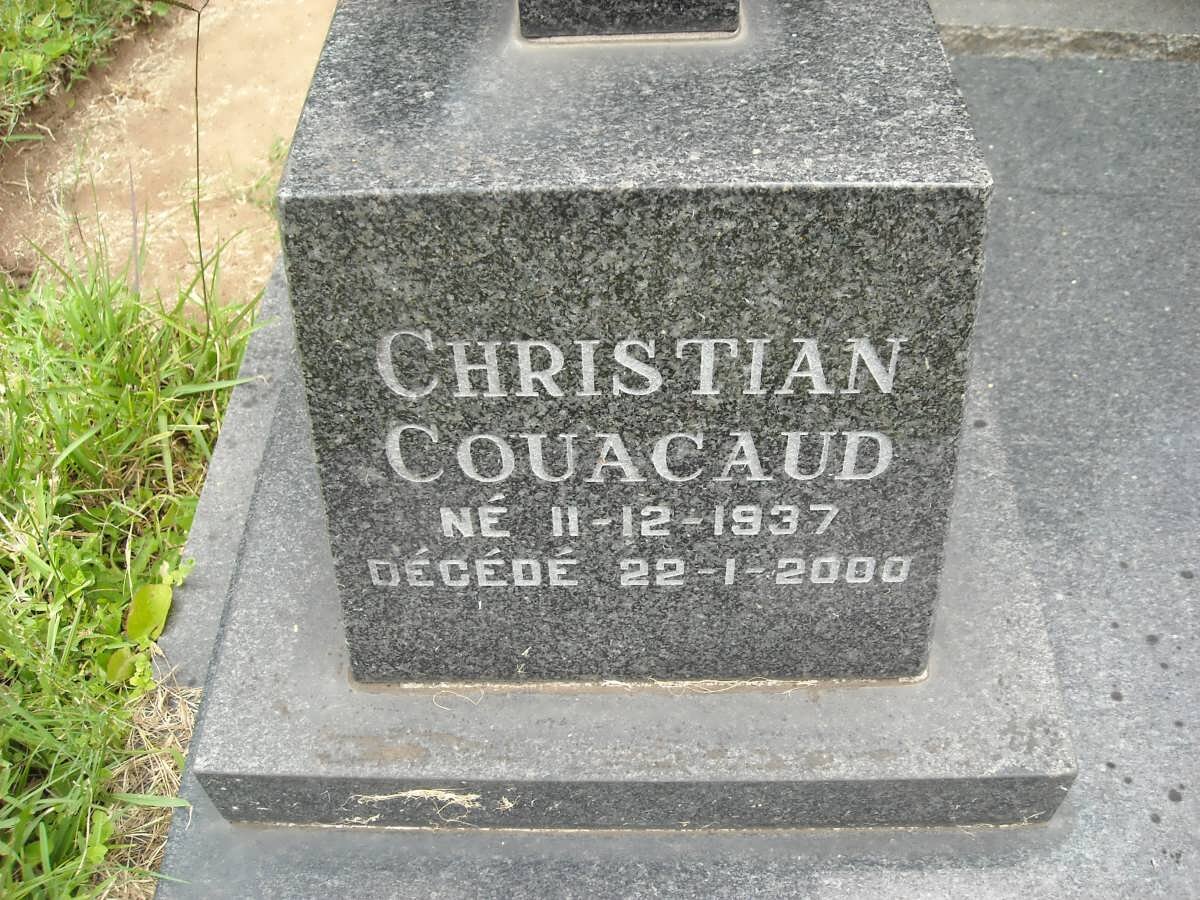 CHRISTIAN
COUACAUD
NÉ 11-12-1937
DÉCÉDÉ 22-1-2000